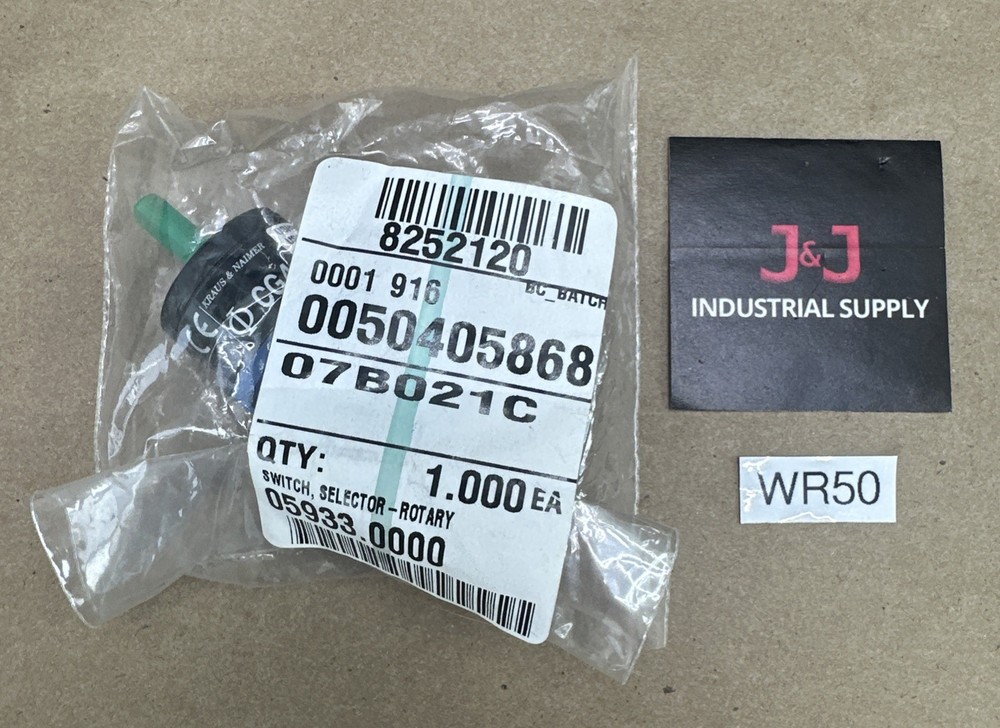 8252120
BC_BATCH
0001 916
0050405868
07B021C
QTY: 1.000 EA
SWITCH, SELECTOR-ROTARY
05933.0000
KRAUS & NAIMER
CE
J&J
INDUSTRIAL SUPPLY
WR50